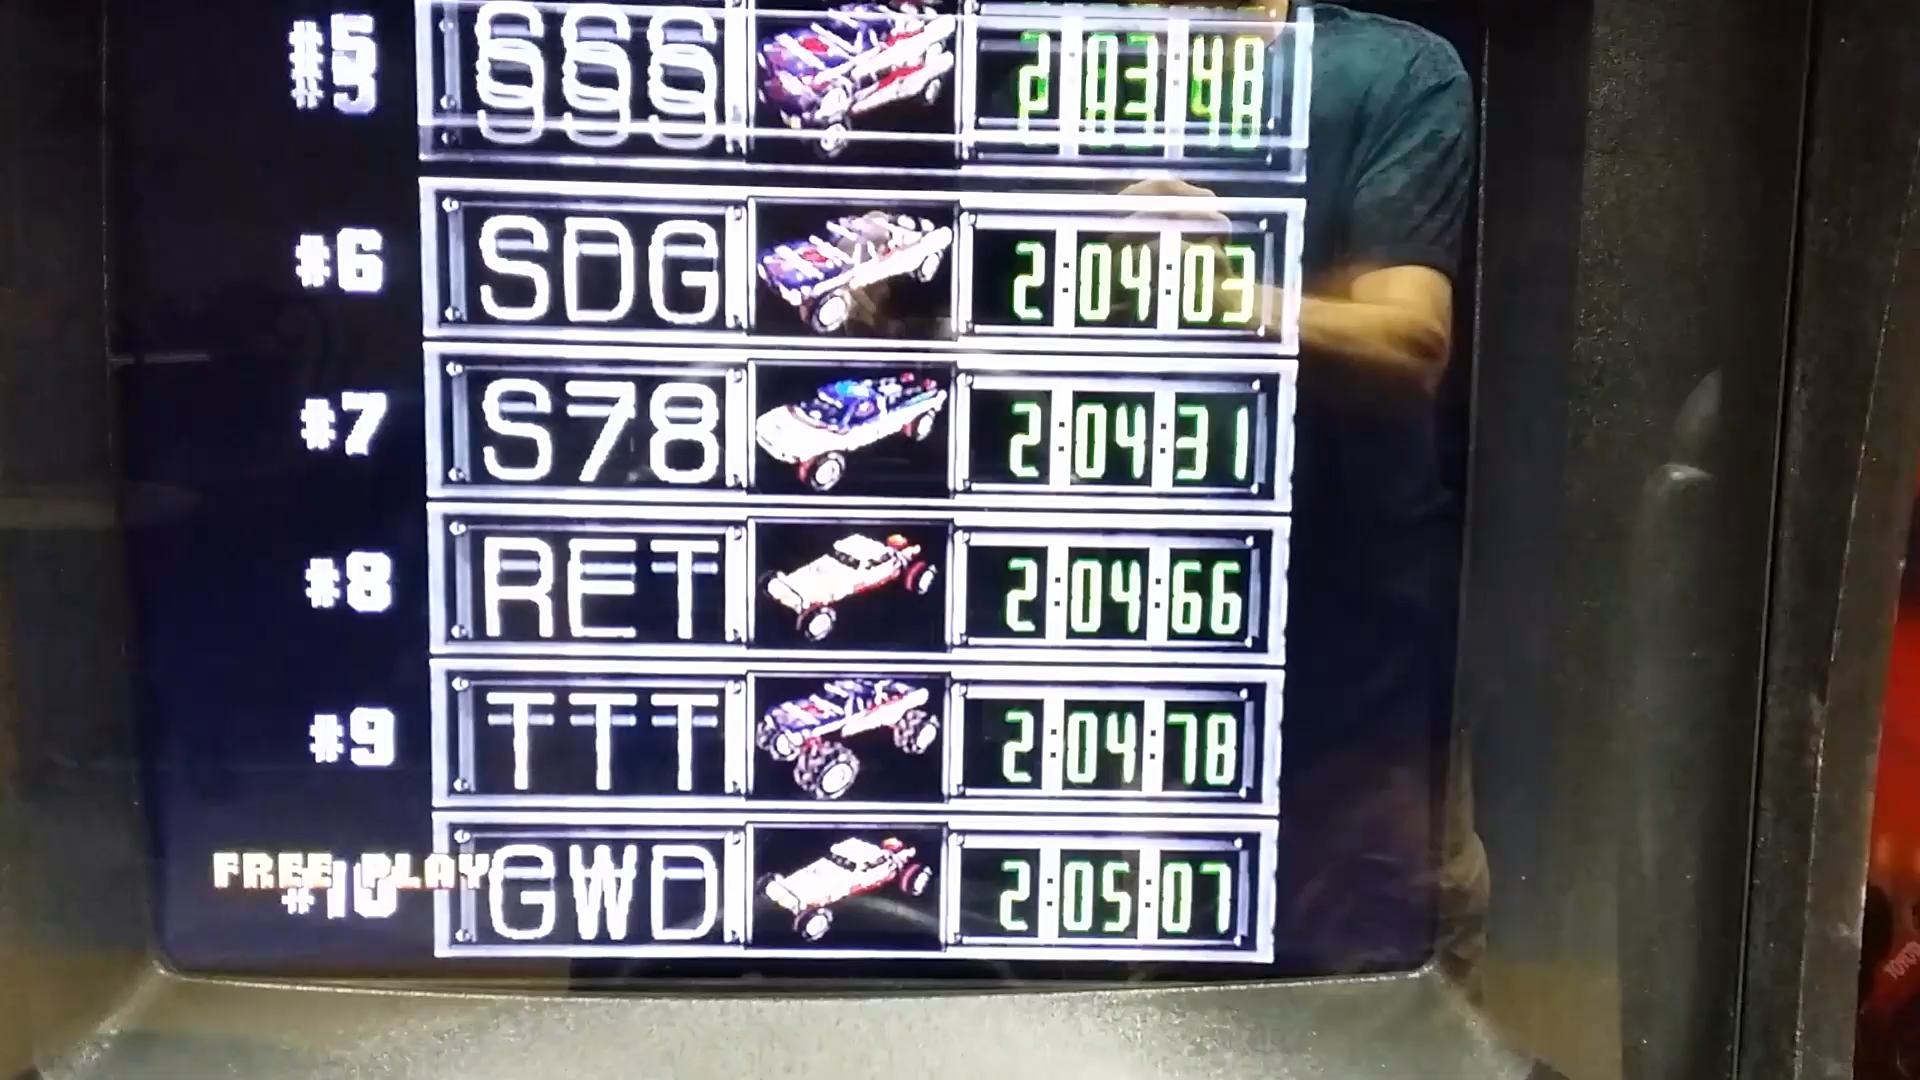 #5 SSS 2:03:48
#6 SDG 2:04:03
#7 S78 2:04:31
#8 RET 2:04:66
#9 TTT 2:04:78
FREE PLAY
#10 GWD 2:05:07